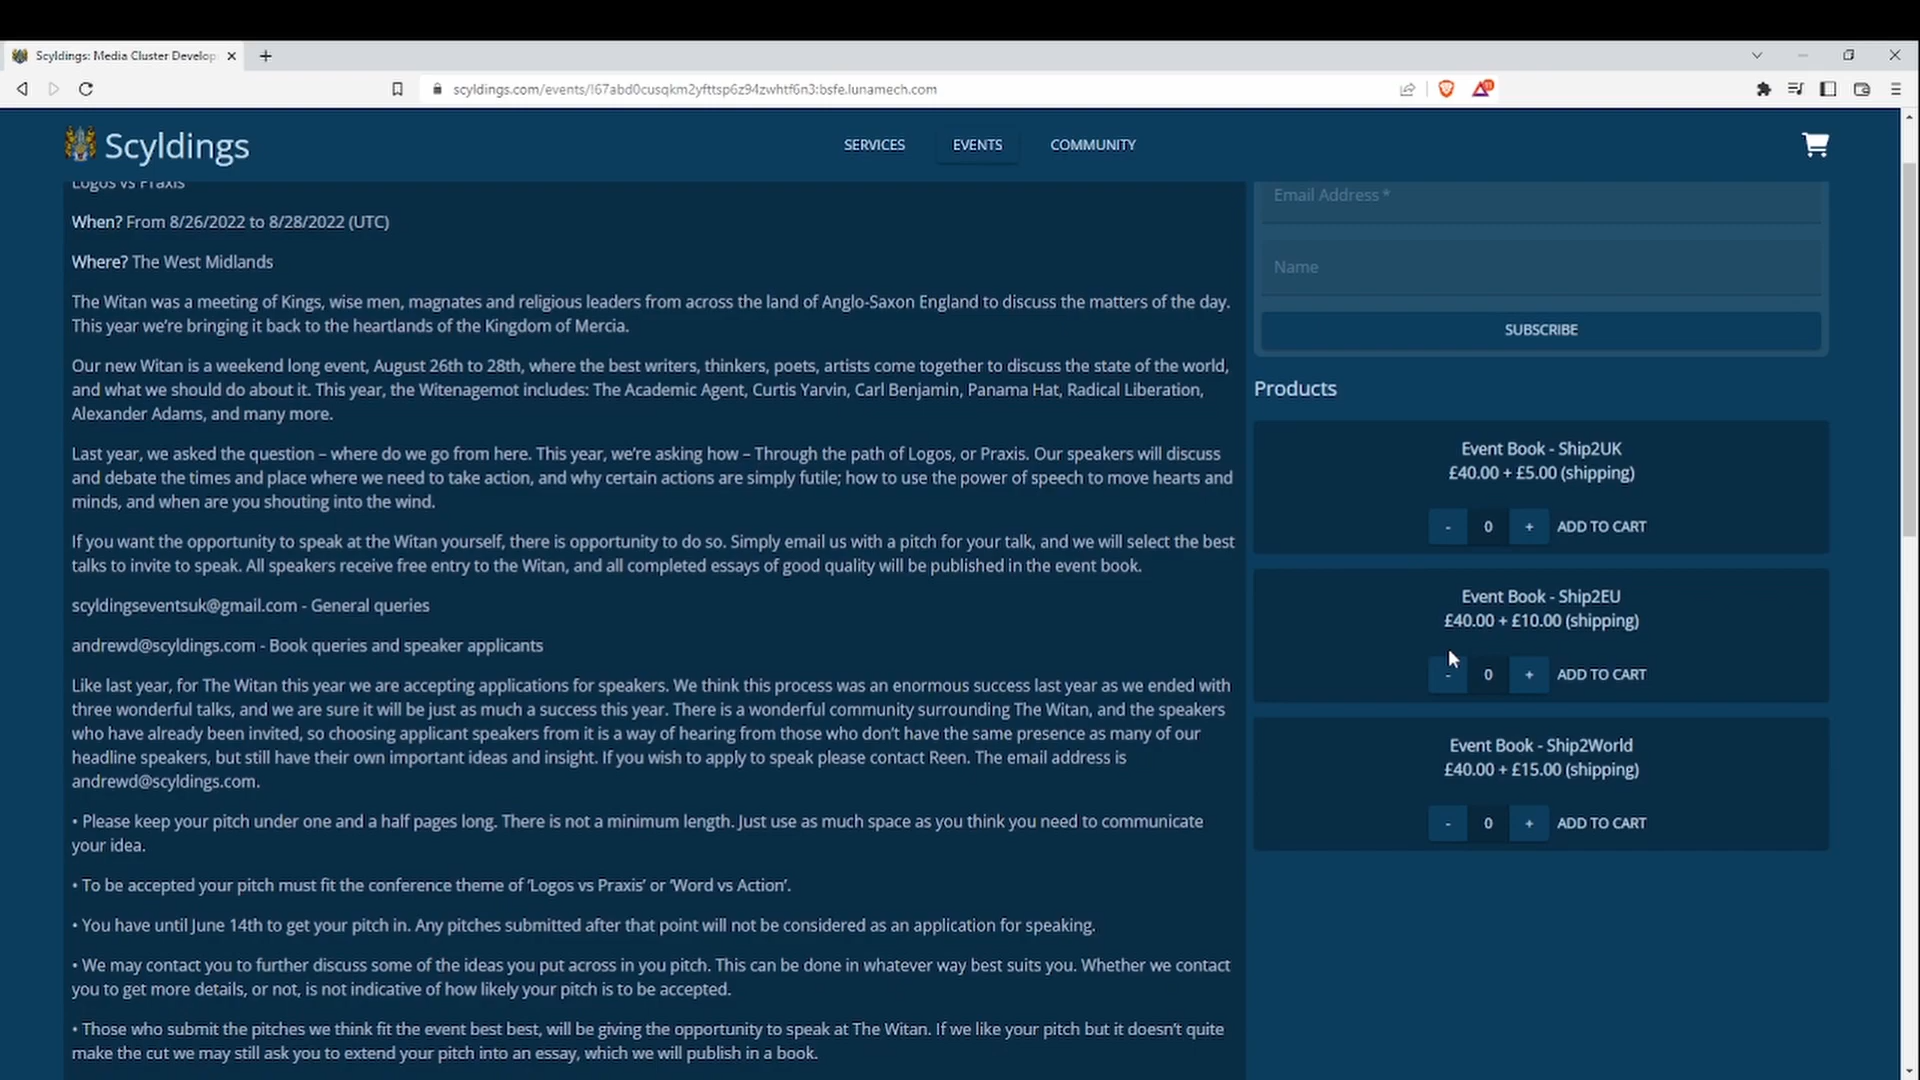 Scyldings: Media Cluster Develop
scyldings.com/events/!67abd0cusqkm2yfttsp6z94zwhtf6n3:bsfe.lunamech.com
Scyldings
SERVICES
EVENTS
COMMUNITY
Logos vs Praxis
When? From 8/26/2022 to 8/28/2022 (UTC)
Where? The West Midlands
The Witan was a meeting of Kings, wise men, magnates and religious leaders from across the land of Anglo-Saxon England to discuss the matters of the day.
This year we're bringing it back to the heartlands of the Kingdom of Mercia.
Our new Witan is a weekend long event, August 26th to 28th, where the best writers, thinkers, poets, artists come together to discuss the state of the world,
and what we should do about it. This year, the Witenagemot includes: The Academic Agent, Curtis Yarvin, Carl Benjamin, Panama Hat, Radical Liberation,
Alexander Adams, and many more.
Last year, we asked the question – where do we go from here. This year, we're asking how – Through the path of Logos, or Praxis. Our speakers will discuss
and debate the times and place where we need to take action, and why certain actions are simply futile; how to use the power of speech to move hearts and
minds, and when are you shouting into the wind.
If you want the opportunity to speak at the Witan yourself, there is opportunity to do so. Simply email us with a pitch for your talk, and we will select the best
talks to invite to speak. All speakers receive free entry to the Witan, and all completed essays of good quality will be published in the event book.
scyldingseventsuk@gmail.com - General queries
andrewd@scyldings.com - Book queries and speaker applicants
Like last year, for The Witan this year we are accepting applications for speakers. We think this process was an enormous success last year as we ended with
three wonderful talks, and we are sure it will be just as much a success this year. There is a wonderful community surrounding The Witan, and the speakers
who have already been invited, so choosing applicant speakers from it is a way of hearing from those who don't have the same presence as many of our
headline speakers, but still have their own important ideas and insight. If you wish to apply to speak please contact Reen. The email address is
andrewd@scyldings.com.
• Please keep your pitch under one and a half pages long. There is not a minimum length. Just use as much space as you think you need to communicate
your idea.
• To be accepted your pitch must fit the conference theme of 'Logos vs Praxis' or 'Word vs Action'.
• You have until June 14th to get your pitch in. Any pitches submitted after that point will not be considered as an application for speaking.
• We may contact you to further discuss some of the ideas you put across in you pitch. This can be done in whatever way best suits you. Whether we contact
you to get more details, or not, is not indicative of how likely your pitch is to be accepted.
• Those who submit the pitches we think fit the event best best, will be giving the opportunity to speak at The Witan. If we like your pitch but it doesn't quite
make the cut we may still ask you to extend your pitch into an essay, which we will publish in a book.
Email Address *
Name
SUBSCRIBE
Products
Event Book - Ship2UK
£40.00 + £5.00 (shipping)
- 0 + ADD TO CART
Event Book - Ship2EU
£40.00 + £10.00 (shipping)
- 0 + ADD TO CART
Event Book - Ship2World
£40.00 + £15.00 (shipping)
- 0 + ADD TO CART